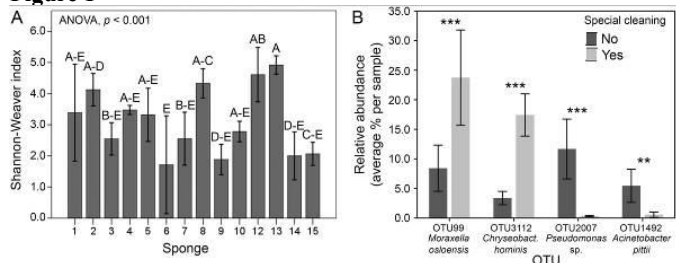 A
ANOVA, p < 0.001
Shannon-Weaver index
6.0
5.0
4.0
3.0
2.0
1.0
0.0
A-E
A-D
B-E
A-E
A-E
E
B-E
A-C
D-E
A-E
AB
A
D-E
C-E
1 2 3 4 5 6 7 8 9 10 12 13 14 15
Sponge
B
Relative abundance
(average % per sample)
35.0
30.0
25.0
20.0
15.0
10.0
5.0
0.0
Special cleaning
No
Yes
***
***
***
**
OTU99
Moraxella
osloensis
OTU3112
Chryseobact.
hominis
OTU2007
Pseudomonas
sp.
OTU1492
Acinetobacter
pittii
OTU